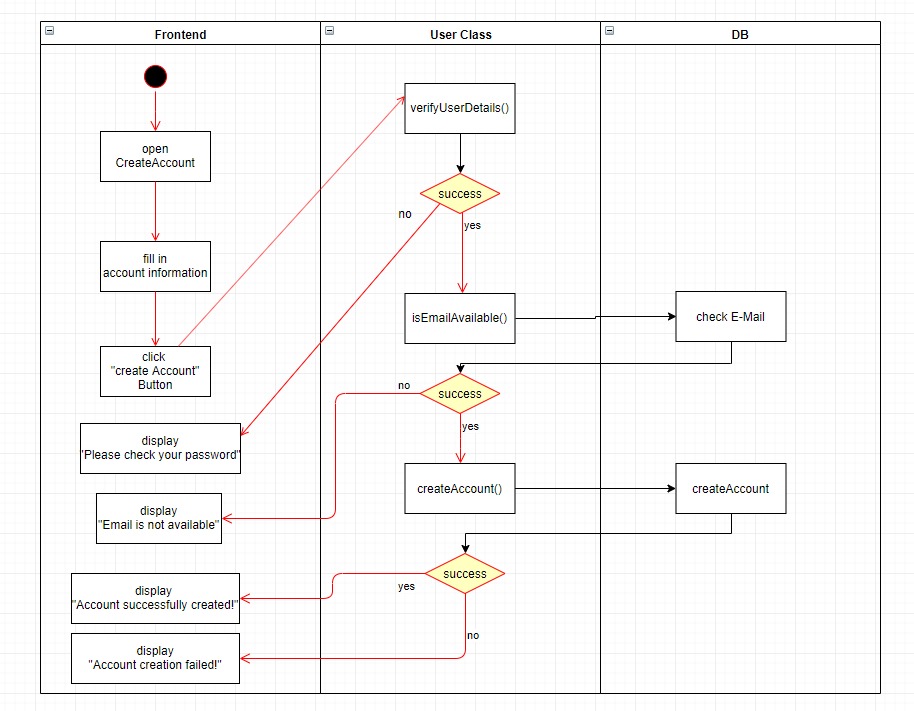 Frontend
User Class
DB
open
CreateAccount
fill in
account information
click
"create Account"
Button
display
"Please check your password"
display
"Email is not available"
display
"Account successfully created!"
display
"Account creation failed!"
verifyUserDetails()
success
no
yes
isEmailAvailable()
success
no
yes
createAccount()
success
yes
no
check E-Mail
createAccount